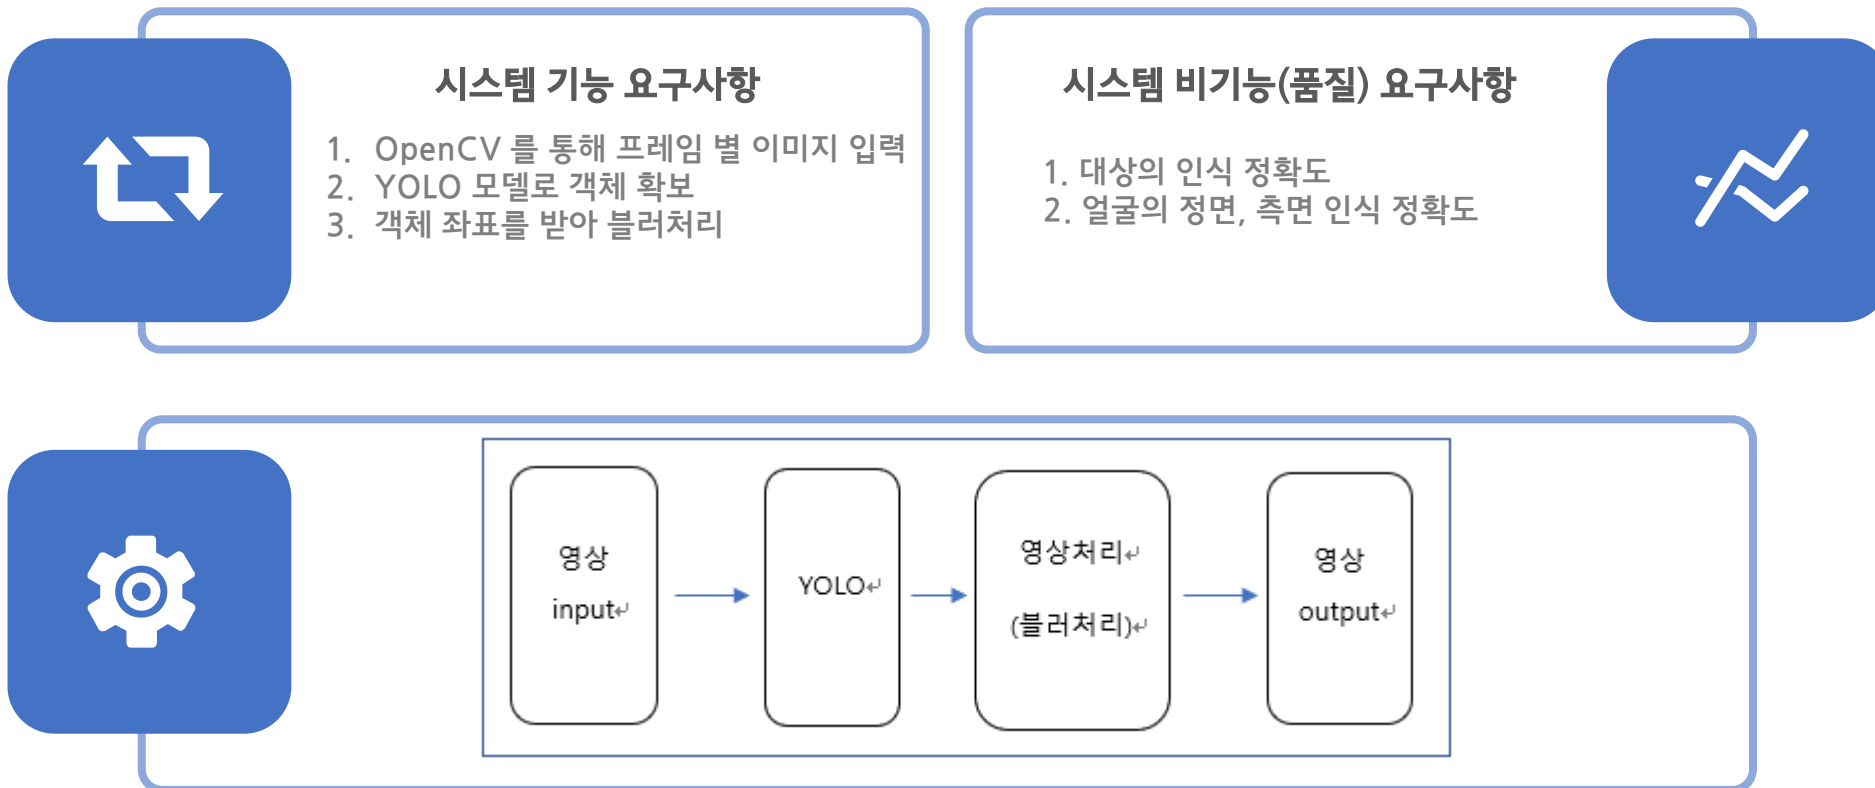 시스템 기능 요구사항
1. OpenCV 를 통해 프레임 별 이미지 입력
2. YOLO 모델로 객체 확보
3. 객체 좌표를 받아 블러처리
시스템 비기능(품질) 요구사항
1. 대상의 인식 정확도
2. 얼굴의 정면, 측면 인식 정확도
영상
input↵
YOLO↵
영상처리↵
(블러처리)↵
영상
output↵